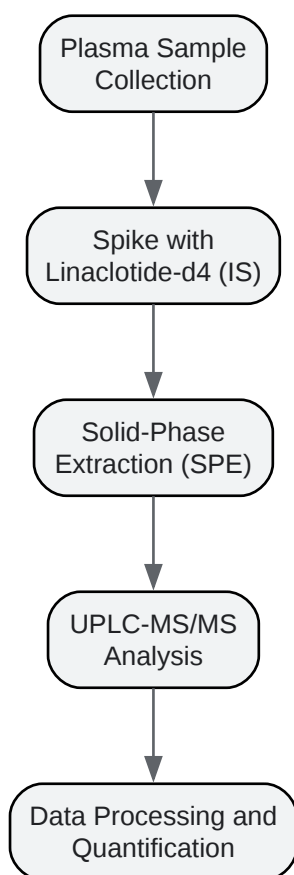 Plasma Sample
Collection
Spike with
Linaclotide-d4 (IS)
Solid-Phase
Extraction (SPE)
UPLC-MS/MS
Analysis
Data Processing and
Quantification